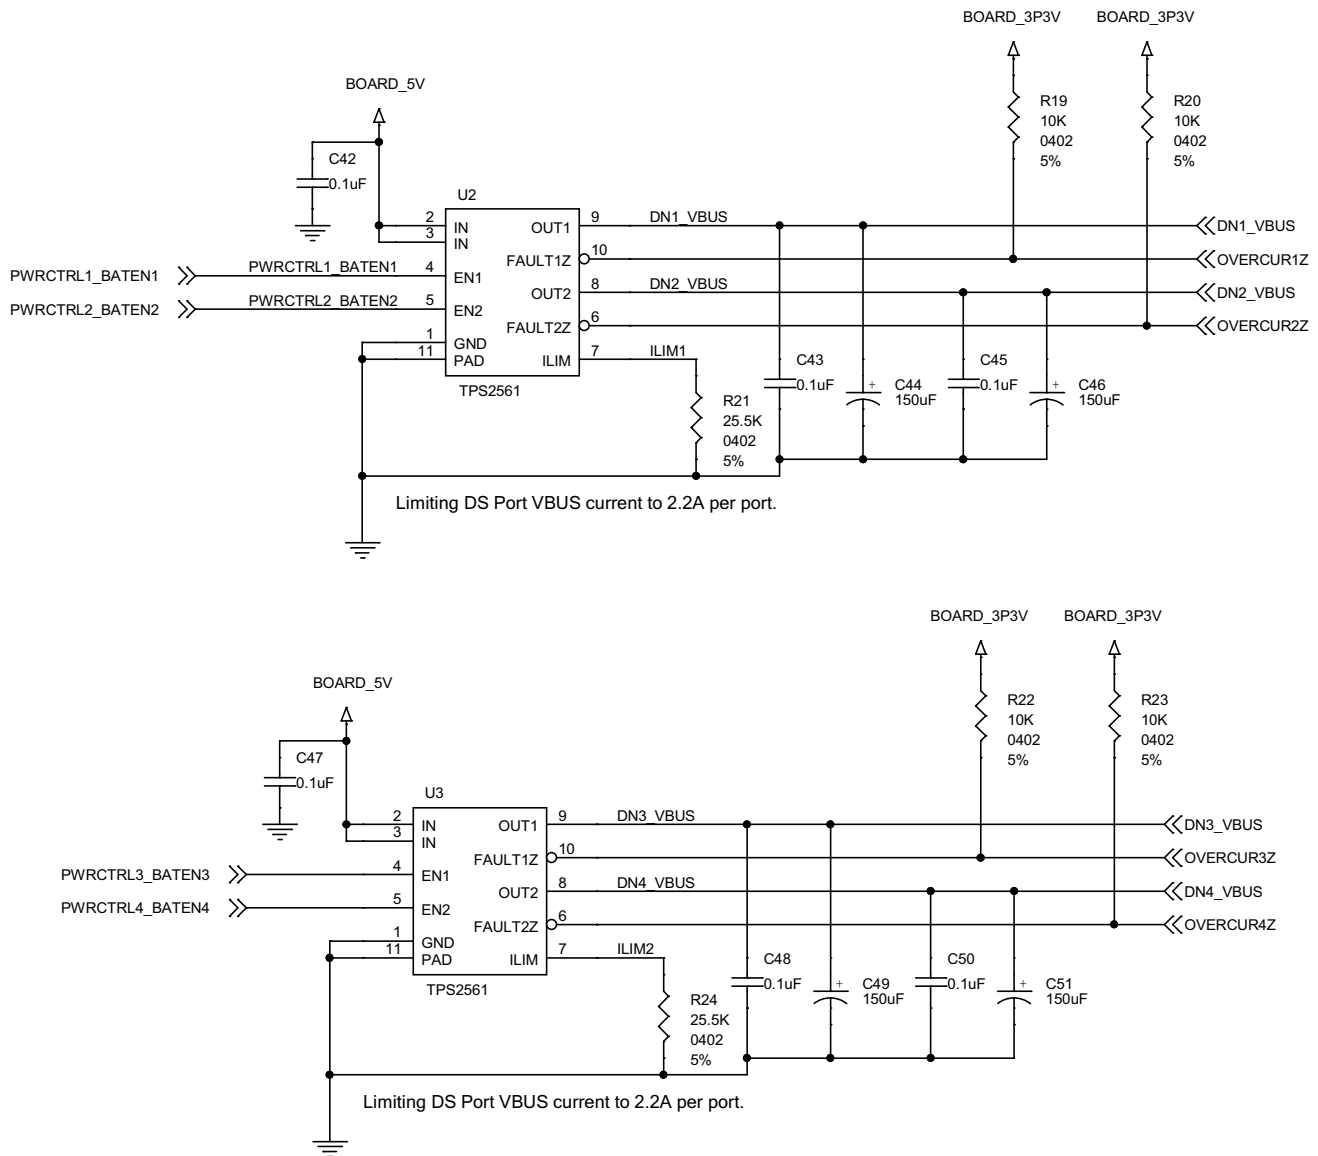 BOARD_3P3V BOARD_3P3V
BOARD_5V
R19
10K
0402
5%
R20
10K
0402
5%
C42
0.1uF
U2
2 IN
3 IN
PWRCTRL1_BATEN1 PWRCTRL1_BATEN1 4 EN1
PWRCTRL2_BATEN2 PWRCTRL2_BATEN2 5 EN2
1 GND
11 PAD
OUT1 9 DN1_VBUS DN1_VBUS
FAULT1Z 10 OVERCUR1Z
OUT2 8 DN2_VBUS DN2_VBUS
FAULT2Z 6 OVERCUR2Z
ILIM 7 ILIM1
TPS2561
R21
25.5K
0402
5%
C43
0.1uF
+ C44
150uF
C45
0.1uF
+ C46
150uF
Limiting DS Port VBUS current to 2.2A per port.
BOARD_3P3V BOARD_3P3V
BOARD_5V
R22
10K
0402
5%
R23
10K
0402
5%
C47
0.1uF
U3
2 IN
3 IN
PWRCTRL3_BATEN3 4 EN1
PWRCTRL4_BATEN4 5 EN2
1 GND
11 PAD
OUT1 9 DN3_VBUS DN3_VBUS
FAULT1Z 10 OVERCUR3Z
OUT2 8 DN4_VBUS DN4_VBUS
FAULT2Z 6 OVERCUR4Z
ILIM 7 ILIM2
TPS2561
R24
25.5K
0402
5%
C48
0.1uF
+ C49
150uF
C50
0.1uF
+ C51
150uF
Limiting DS Port VBUS current to 2.2A per port.